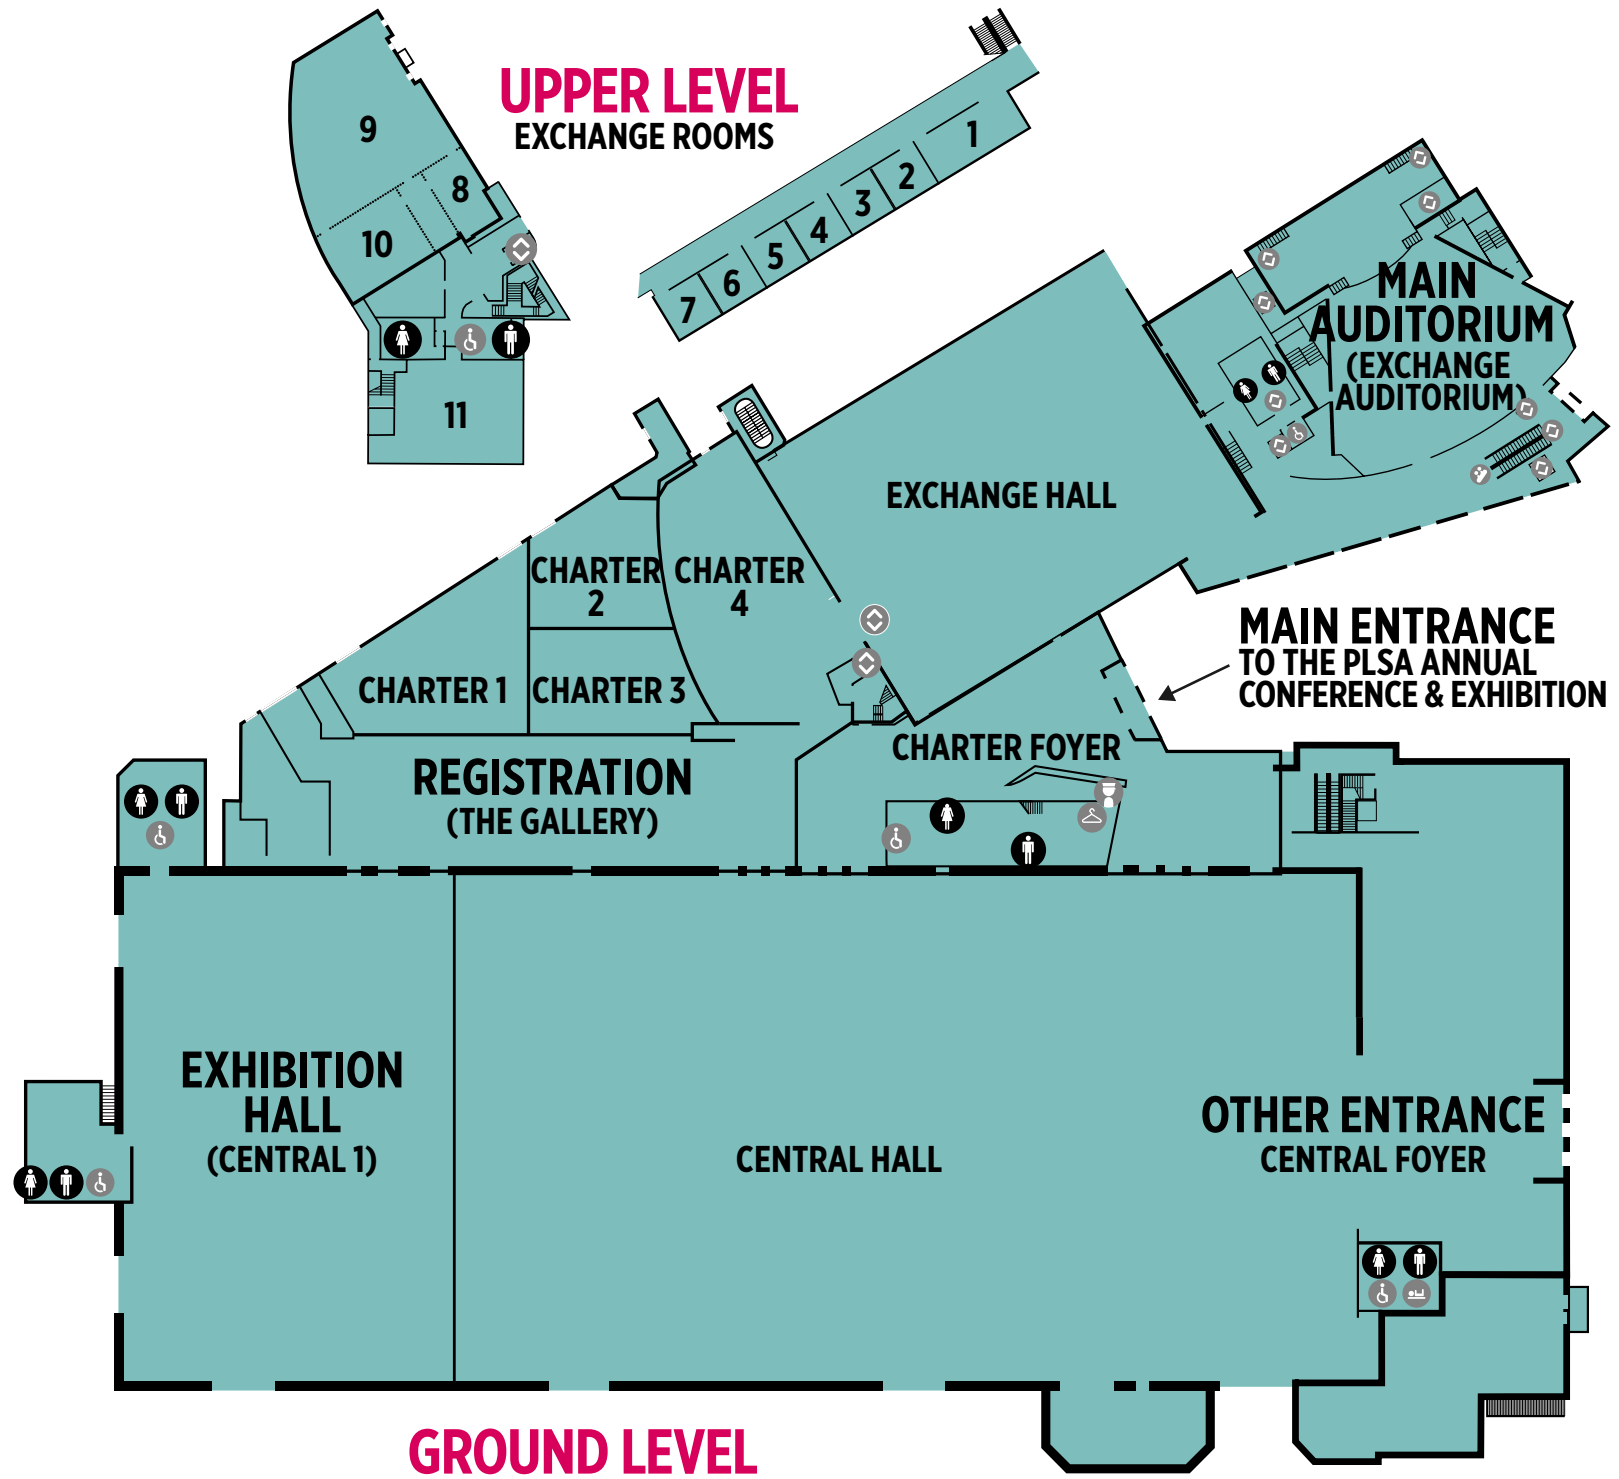 UPPER LEVEL
EXCHANGE ROOMS
9
8
10
11
1
2
3
4
5
6
7
MAIN
AUDITORIUM
(EXCHANGE
AUDITORIUM)
EXCHANGE HALL
CHARTER
2
CHARTER
4
CHARTER 1
CHARTER 3
MAIN ENTRANCE
TO THE PLSA ANNUAL
CONFERENCE & EXHIBITION
CHARTER FOYER
REGISTRATION
(THE GALLERY)
EXHIBITION
HALL
(CENTRAL 1)
CENTRAL HALL
OTHER ENTRANCE
CENTRAL FOYER
GROUND LEVEL